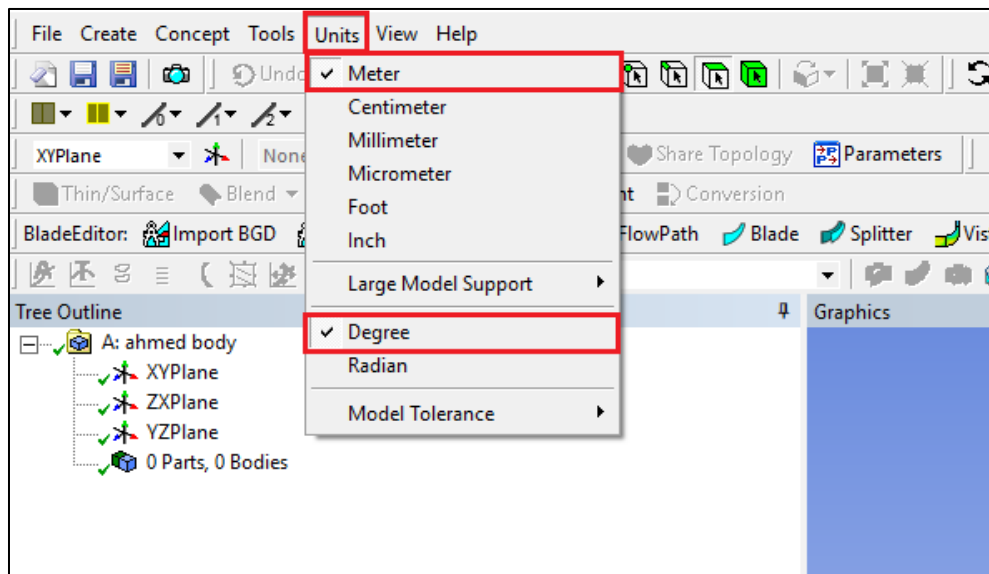 File Create Concept Tools Units View Help
Undo
Meter
Centimeter
Millimeter
Micrometer
Foot
Inch
Large Model Support
Degree
Radian
Model Tolerance
XYPlane
Share Topology Parameters
Thin/Surface Blend Conversion
BladeEditor: Import BGD FlowPath Blade Splitter
Tree Outline Graphics
A: ahmed body
XYPlane
ZXPlane
YZPlane
0 Parts, 0 Bodies